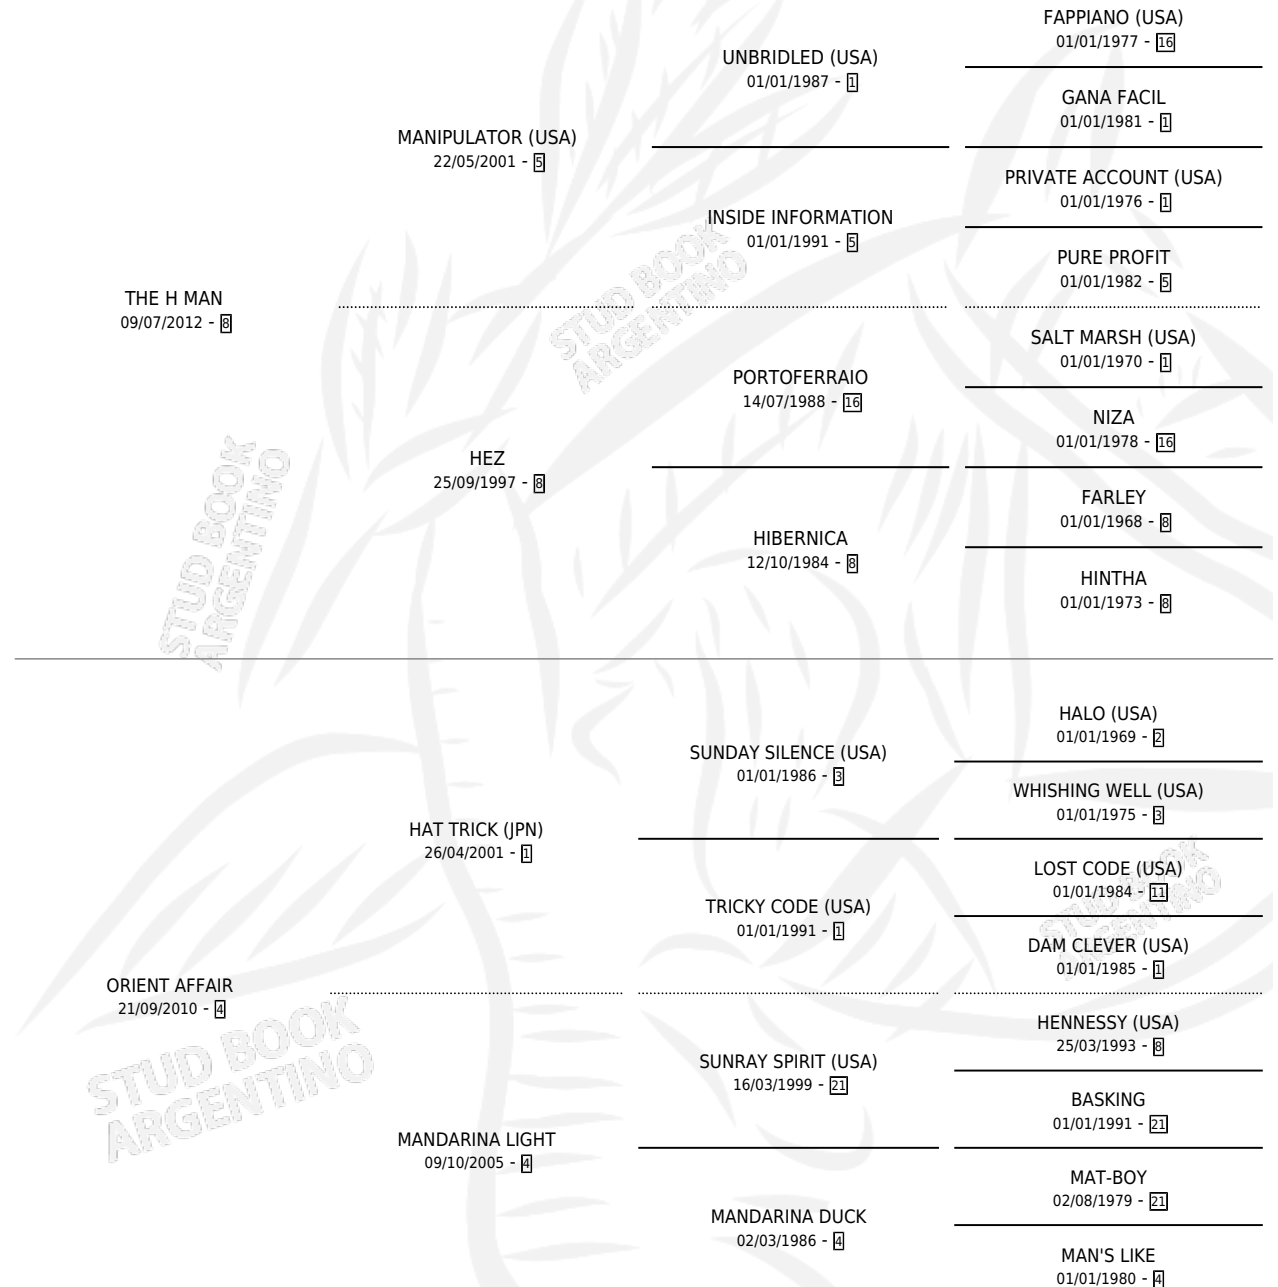 FAPPIANO (USA)
01/01/1977 - 16
UNBRIDLED (USA)
01/01/1987 - 1
GANA FACIL
01/01/1981 - 1
MANIPULATOR (USA)
22/05/2001 - 5
PRIVATE ACCOUNT (USA)
01/01/1976 - 1
INSIDE INFORMATION
01/01/1991 - 5
PURE PROFIT
01/01/1982 - 5
THE H MAN
09/07/2012 - 8
STUD BOOK
ARGENTINO
SALT MARSH (USA)
01/01/1970 - 1
PORTOFERRAIO
14/07/1988 - 16
NIZA
01/01/1978 - 16
HEZ
25/09/1997 - 8
FARLEY
01/01/1968 - 8
HIBERNICA
12/10/1984 - 8
HINTHA
01/01/1973 - 8
STUD BOOK
ARGENTINO
HALO (USA)
01/01/1969 - 2
SUNDAY SILENCE (USA)
01/01/1986 - 3
WHISHING WELL (USA)
01/01/1975 - 3
HAT TRICK (JPN)
26/04/2001 - 1
LOST CODE (USA)
01/01/1984 - 11
TRICKY CODE (USA)
01/01/1991 - 1
STUD BOOK
ARGENTINO
DAM CLEVER (USA)
01/01/1985 - 1
ORIENT AFFAIR
21/09/2010 - 4
STUD BOOK
ARGENTINO
HENNESSY (USA)
25/03/1993 - 8
SUNRAY SPIRIT (USA)
16/03/1999 - 21
BASKING
01/01/1991 - 21
MANDARINA LIGHT
09/10/2005 - 4
MAT-BOY
02/08/1979 - 21
MANDARINA DUCK
02/03/1986 - 4
MAN'S LIKE
01/01/1980 - 4